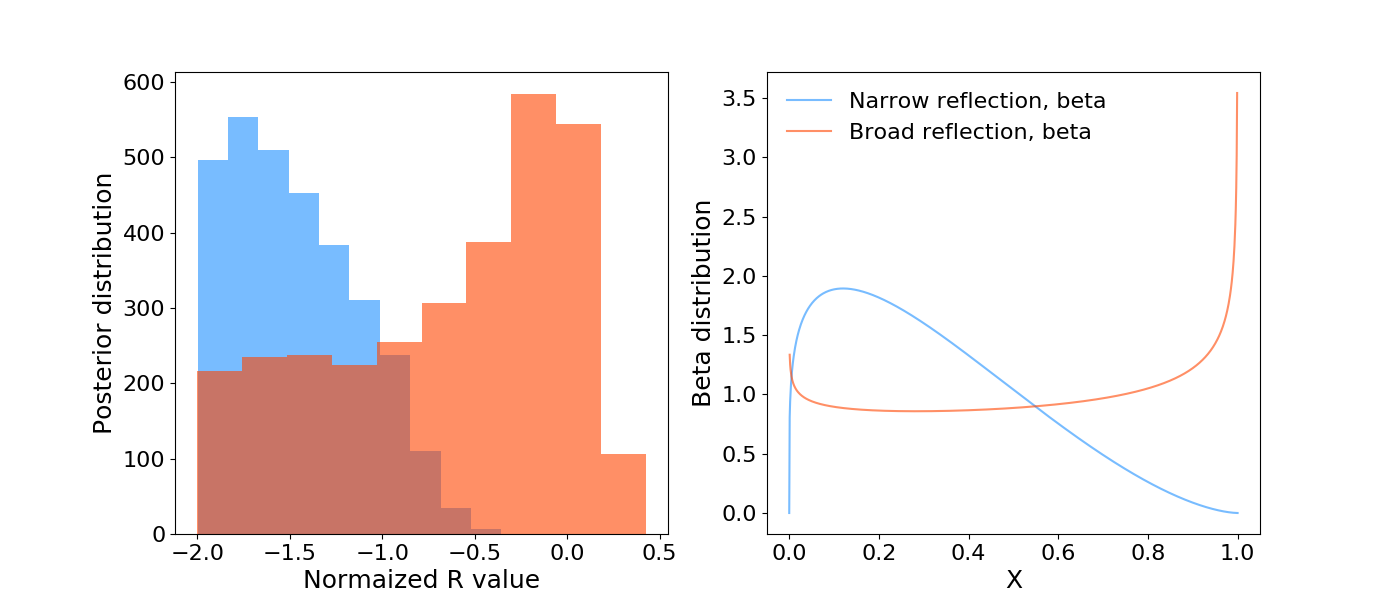 600
500
400
300
200
100
0
Posterior distribution
−2.0 −1.5 −1.0 −0.5 0.0 0.5
Normaized R value
Narrow reflection, beta
Broad reflection, beta
3.5
3.0
2.5
2.0
1.5
1.0
0.5
0.0
Beta distribution
0.0 0.2 0.4 0.6 0.8 1.0
X